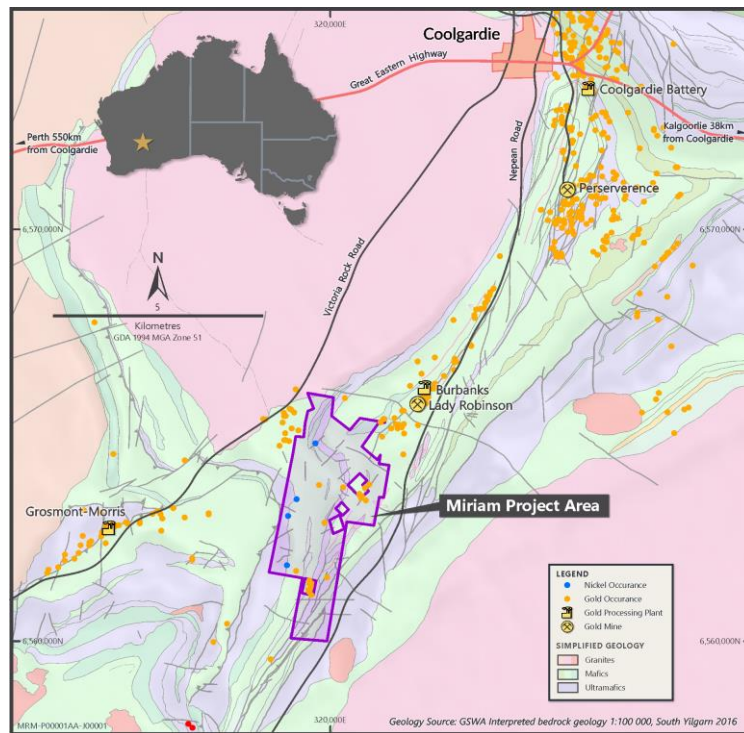 320,000E
Coolgardie
Great Eastern Highway
Coolgardie Battery
Perth 550km
from Coolgardie
Kalgoorlie 38km
from Coolgardie
Nepean Road
Perserverence
6,570,000N
6,570,000N
Victoria Rock Road
N
5
Kilometres
GDA 1994 MGA Zone 51
Burbanks
Lady Robinson
Grosmont-Morris
Miriam Project Area
LEGEND
Nickel Occurance
Gold Occurance
Gold Processing Plant
Gold Mine
SIMPLIFIED GEOLOGY
Granites
Mafics
Ultramafics
6,560,000N
6,560,000N
320,000E
MRM-P00001AA-J00001
Geology Source: GSWA Interpreted bedrock geology 1:100 000, South Yilgarn 2016